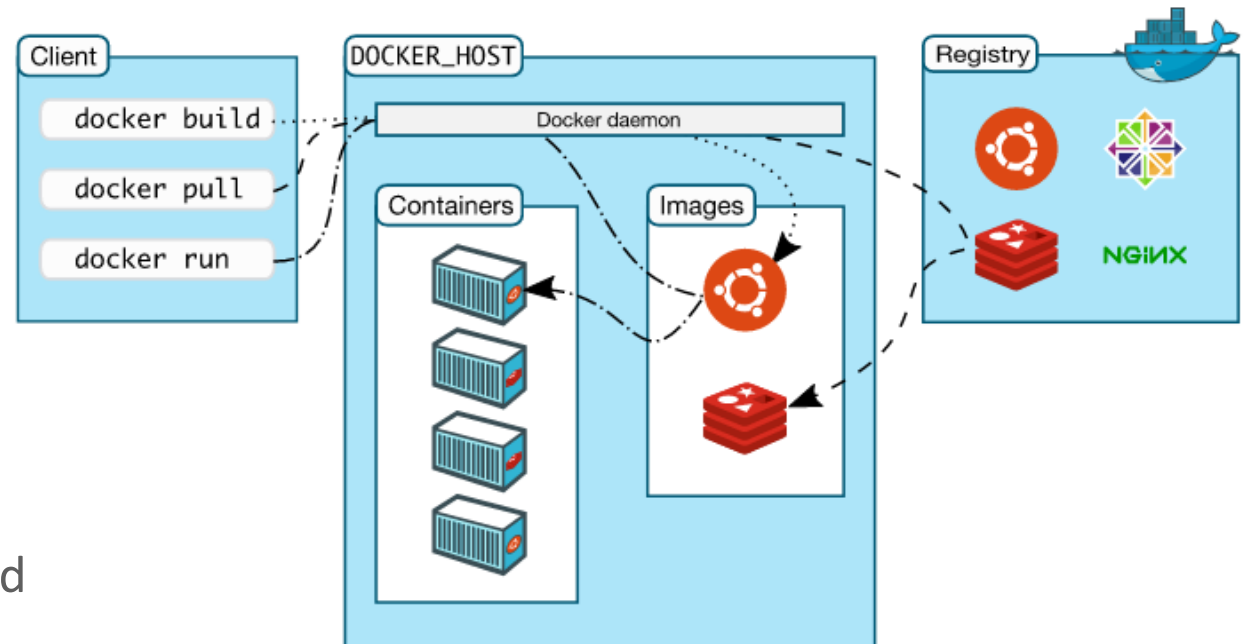 Client
docker build
docker pull
docker run
DOCKER_HOST
Docker daemon
Containers
Images
Registry
NGiNX
d